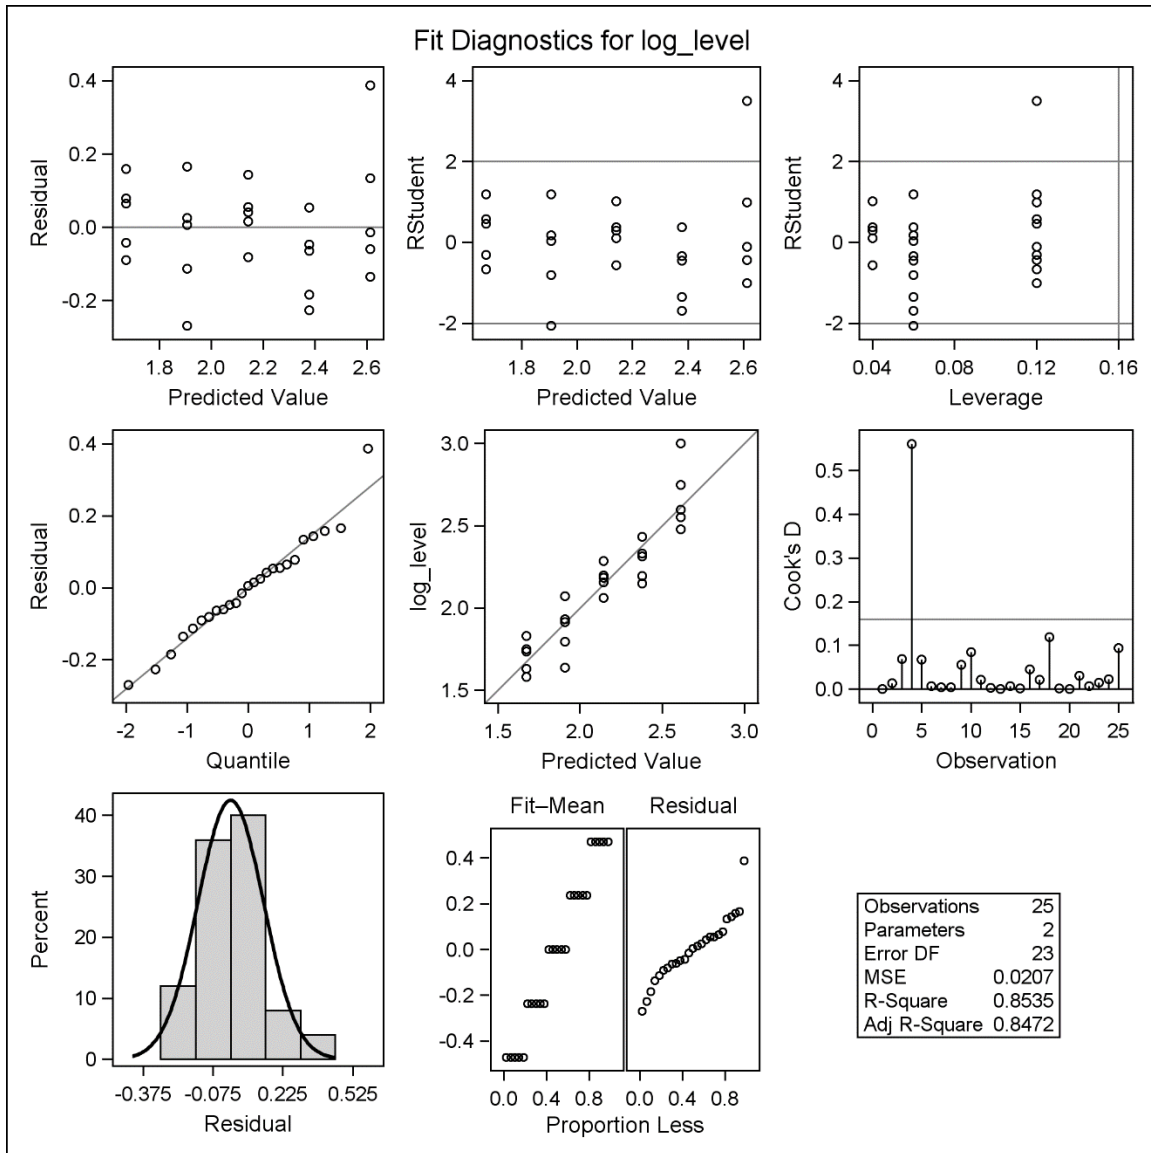 Fit Diagnostics for log_level
0.4
0.2
0.0
-0.2
Residual
1.8 2.0 2.2 2.4 2.6
Predicted Value
4
2
0
-2
RStudent
1.8 2.0 2.2 2.4 2.6
Predicted Value
4
2
0
-2
RStudent
0.04 0.08 0.12 0.16
Leverage
0.4
0.2
0.0
-0.2
Residual
-2 -1 0 1 2
Quantile
3.0
2.5
2.0
1.5
log_level
1.5 2.0 2.5 3.0
Predicted Value
0.5
0.4
0.3
0.2
0.1
0.0
Cook's D
0 5 10 15 20 25
Observation
40
30
20
10
0
Percent
-0.375 -0.075 0.225 0.525
Residual
Fit–Mean Residual
0.4
0.2
0.0
-0.2
-0.4
0.0 0.4 0.8 0.0 0.4 0.8
Proportion Less
Observations 25
Parameters 2
Error DF 23
MSE 0.0207
R-Square 0.8535
Adj R-Square 0.8472